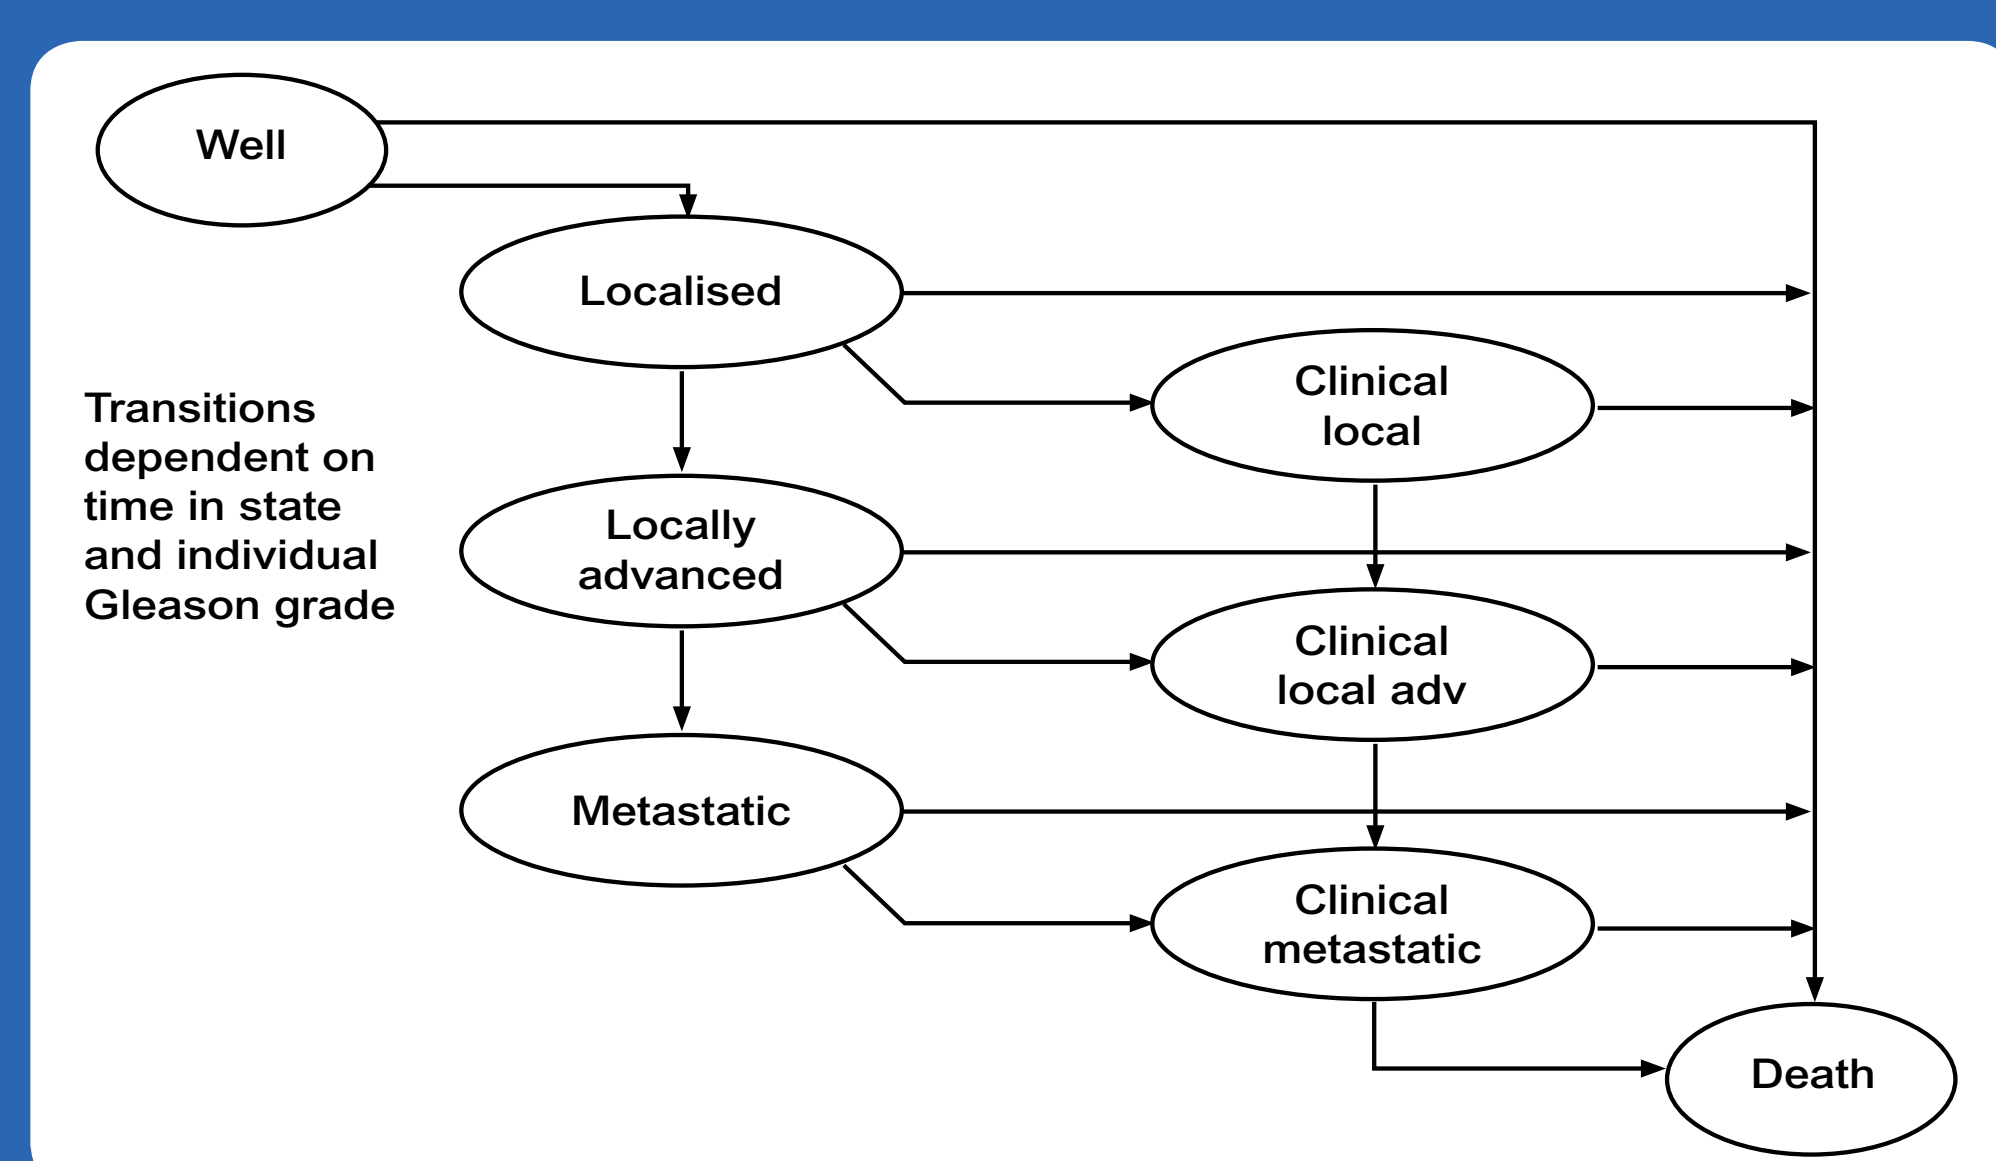 Well
Localised
Clinical
local
Transitions
dependent on
time in state
and individual
Gleason grade
Locally
advanced
Clinical
local adv
Metastatic
Clinical
metastatic
Death